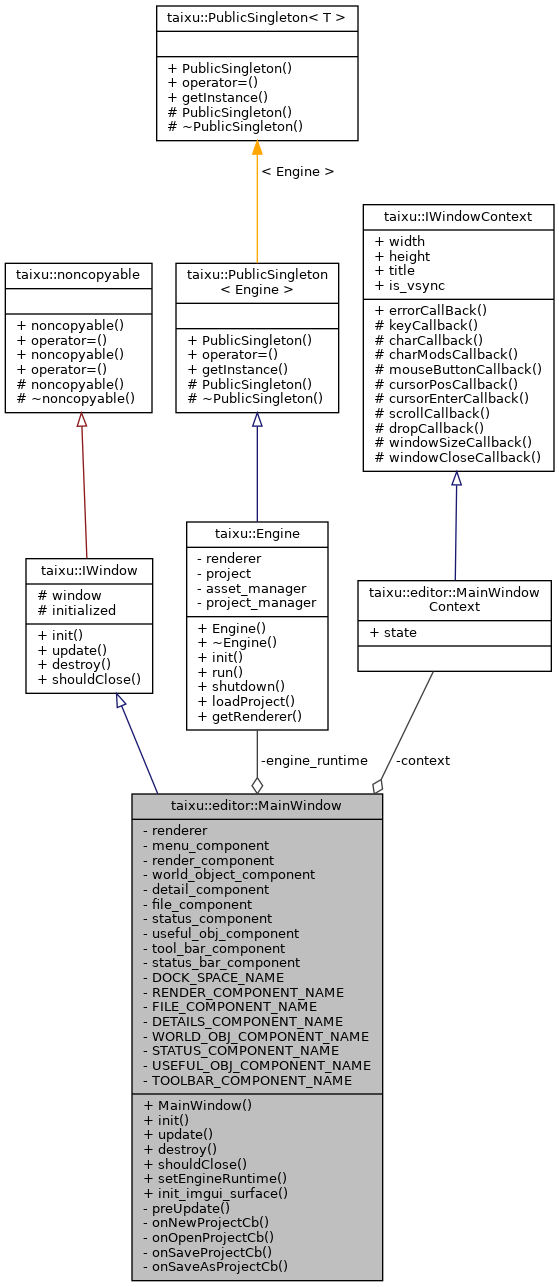 taixu::PublicSingleton< T >
+ PublicSingleton()
+ operator=()
+ getInstance()
# PublicSingleton()
# ~PublicSingleton()
< Engine >
taixu::IWindowContext
+ width
+ height
+ title
+ is_vsync
+ errorCallBack()
# keyCallback()
# charCallback()
# charModsCallback()
# mouseButtonCallback()
# cursorPosCallback()
# cursorEnterCallback()
# scrollCallback()
# dropCallback()
# windowSizeCallback()
# windowCloseCallback()
taixu::noncopyable
+ noncopyable()
+ operator=()
+ noncopyable()
+ operator=()
# noncopyable()
# ~noncopyable()
taixu::PublicSingleton
< Engine >
+ PublicSingleton()
+ operator=()
+ getInstance()
# PublicSingleton()
# ~PublicSingleton()
taixu::IWindow
# window
# initialized
+ init()
+ update()
+ destroy()
+ shouldClose()
taixu::Engine
- renderer
- project
- asset_manager
- project_manager
+ Engine()
+ ~Engine()
+ init()
+ run()
+ shutdown()
+ loadProject()
+ getRenderer()
taixu::editor::MainWindow
Context
+ state
-engine_runtime
-context
taixu::editor::MainWindow
- renderer
- menu_component
- render_component
- world_object_component
- detail_component
- file_component
- status_component
- useful_obj_component
- tool_bar_component
- status_bar_component
- DOCK_SPACE_NAME
- RENDER_COMPONENT_NAME
- FILE_COMPONENT_NAME
- DETAILS_COMPONENT_NAME
- WORLD_OBJ_COMPONENT_NAME
- STATUS_COMPONENT_NAME
- USEFUL_OBJ_COMPONENT_NAME
- TOOLBAR_COMPONENT_NAME
+ MainWindow()
+ init()
+ update()
+ destroy()
+ shouldClose()
+ setEngineRuntime()
+ init_imgui_surface()
- preUpdate()
- onNewProjectCb()
- onOpenProjectCb()
- onSaveProjectCb()
- onSaveAsProjectCb()